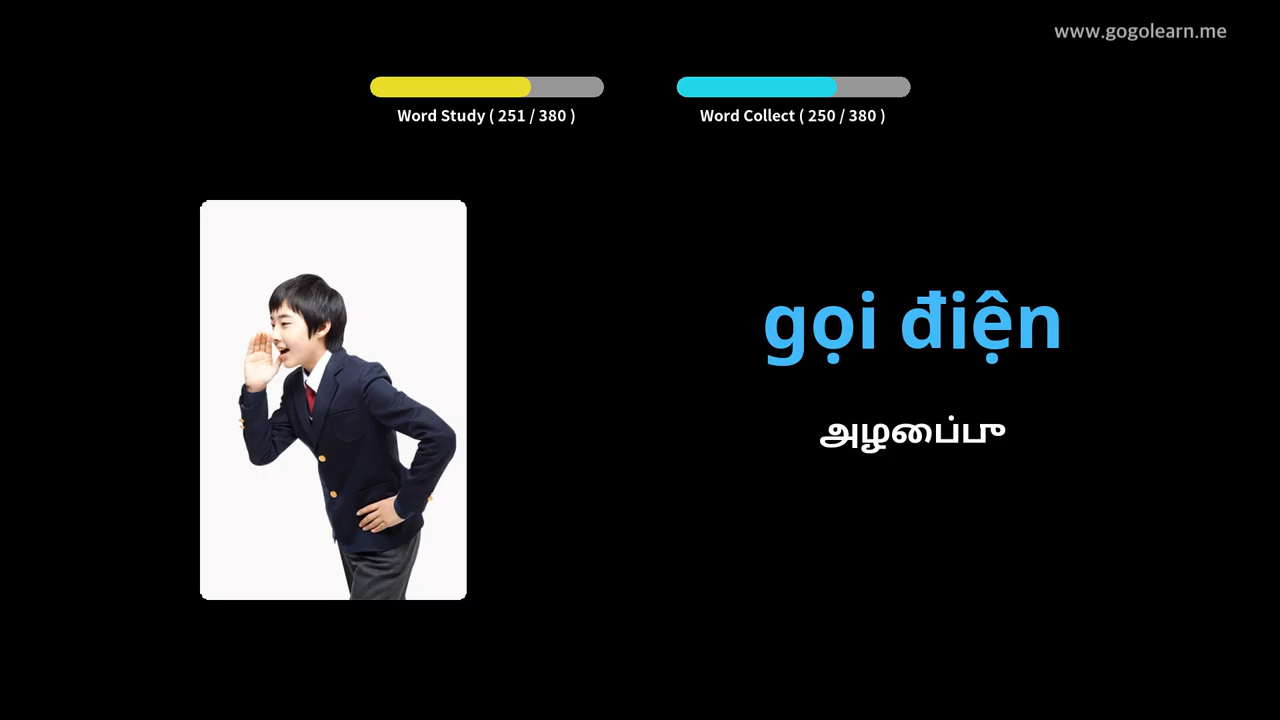 www.gogolearn.me
Word Study ( 251 / 380 )
Word Collect ( 250 / 380 )
gọi điện
அழைப்பு